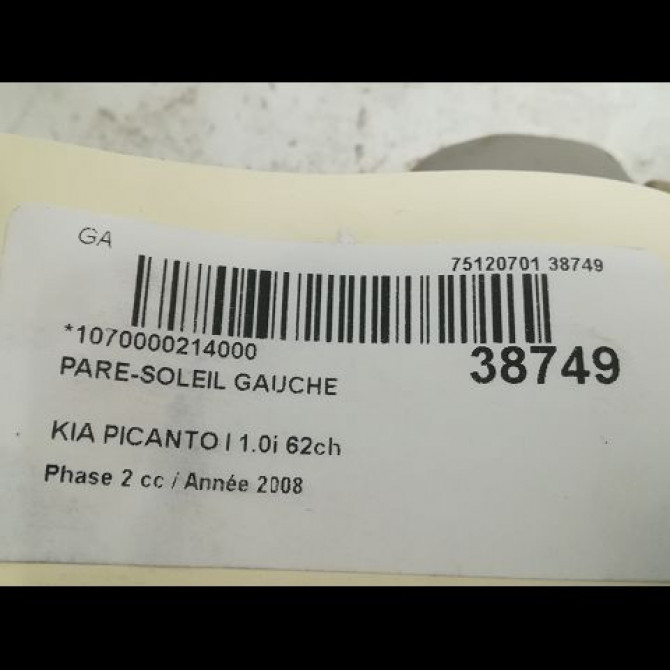 GA
75120701 38749
*1070000214000
38749
PARE-SOLEIL GAUCHE
KIA PICANTO I 1.0i 62ch
Phase 2 cc / Année 2008